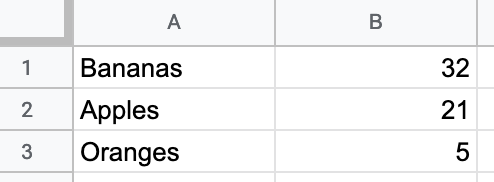 A B
1 Bananas 32
2 Apples 21
3 Oranges 5